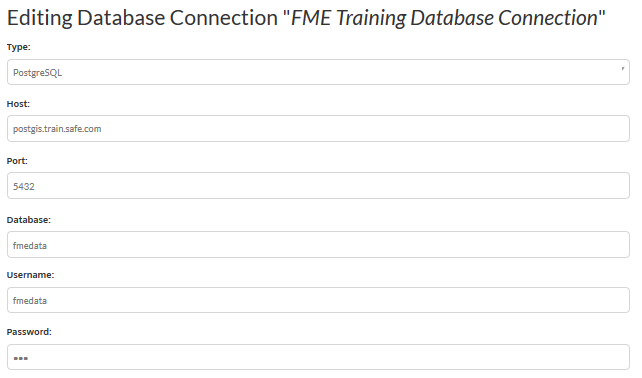 Editing Database Connection "FME Training Database Connection"
Type:
PostgreSQL
Host:
postgis.train.safe.com
Port:
5432
Database:
fmedata
Username:
fmedata
Password:
•••